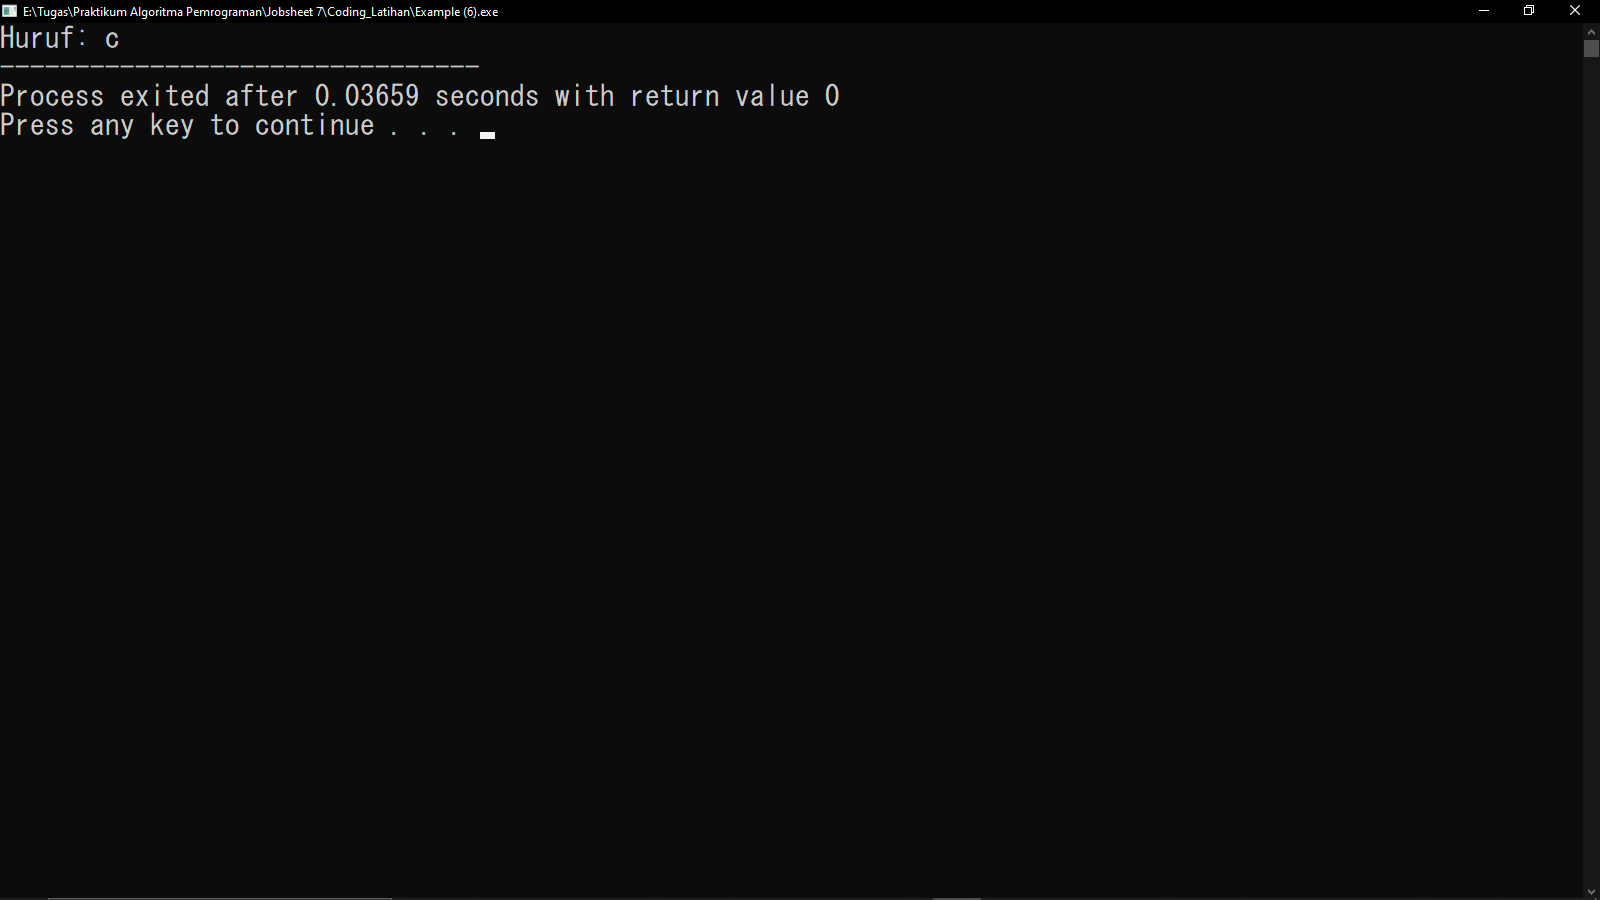 E:\Tugas\Praktikum Algoritma Pemrograman\Jobsheet 7\Coding_Latihan\Example (6).exe
Huruf: c
--------------------------------
Process exited after 0.03659 seconds with return value 0
Press any key to continue . . .